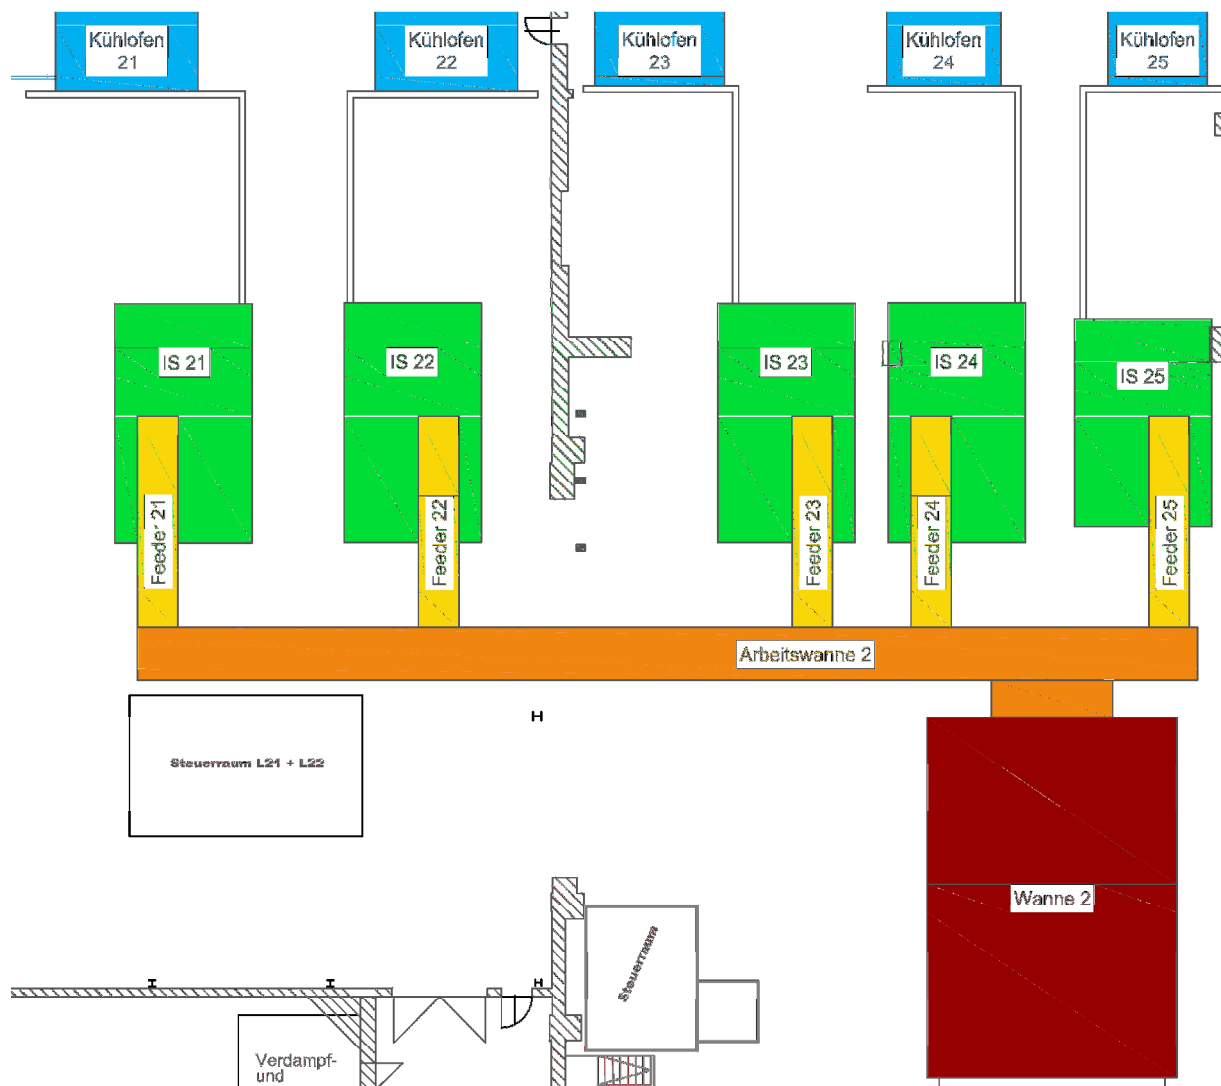 Kühlofen
21
Kühlofen
22
Kühlofen
23
Kühlofen
24
Kühlofen
25
IS 21
IS 22
IS 23
IS 24
IS 25
Feeder 21
Feeder 22
Feeder 23
Feeder 24
Feeder 25
Arbeitswanne 2
Steuerraum L21 + L22
Wanne 2
Steuerraum
Verdampf-
und